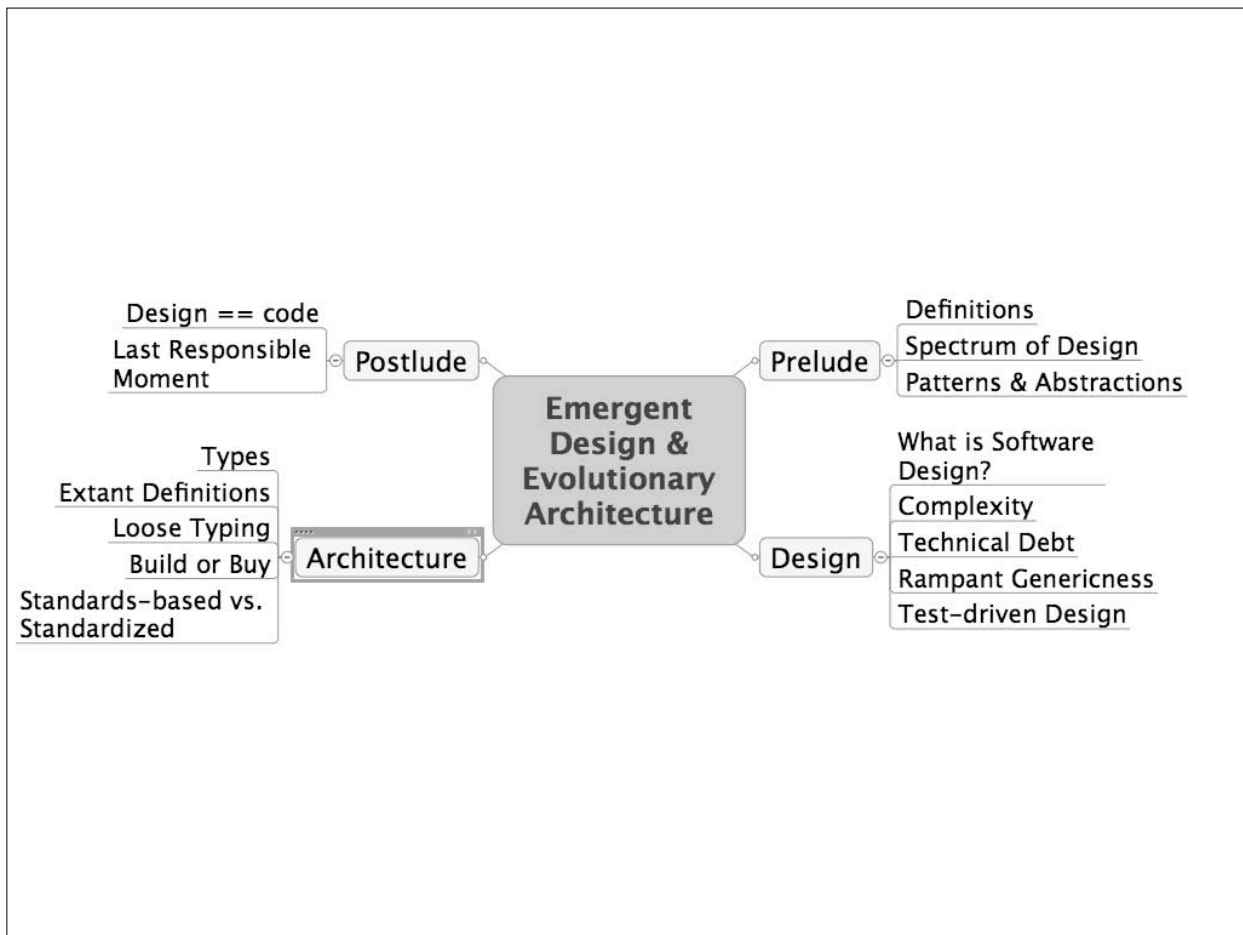 Emergent
Design &
Evolutionary
Architecture
Prelude
Definitions
Spectrum of Design
Patterns & Abstractions
Design
What is Software
Design?
Complexity
Technical Debt
Rampant Genericness
Test-driven Design
Architecture
Types
Extant Definitions
Loose Typing
Build or Buy
Standards-based vs.
Standardized
Postlude
Design == code
Last Responsible
Moment